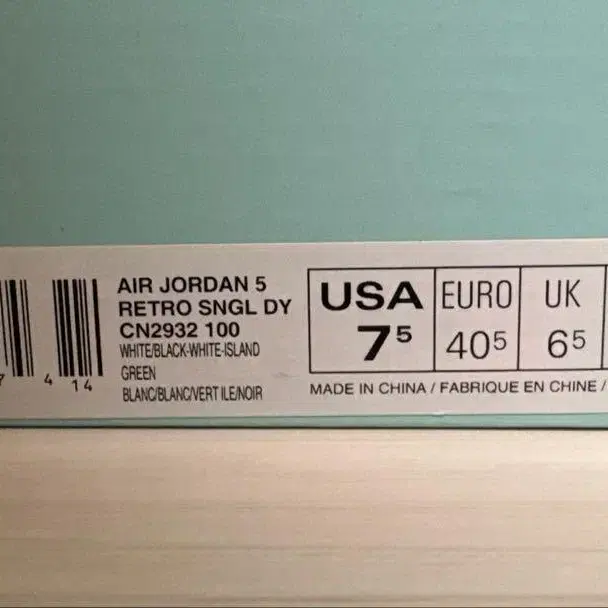 AIR JORDAN 5
RETRO SNGL DY
CN2932 100
WHITE/BLACK-WHITE-ISLAND
GREEN
BLANC/BLANC/VERT ILE/NOIR
7 4 14
USA EURO UK
7⁵ 40⁵ 6⁵
MADE IN CHINA / FABRIQUE EN CHINE /